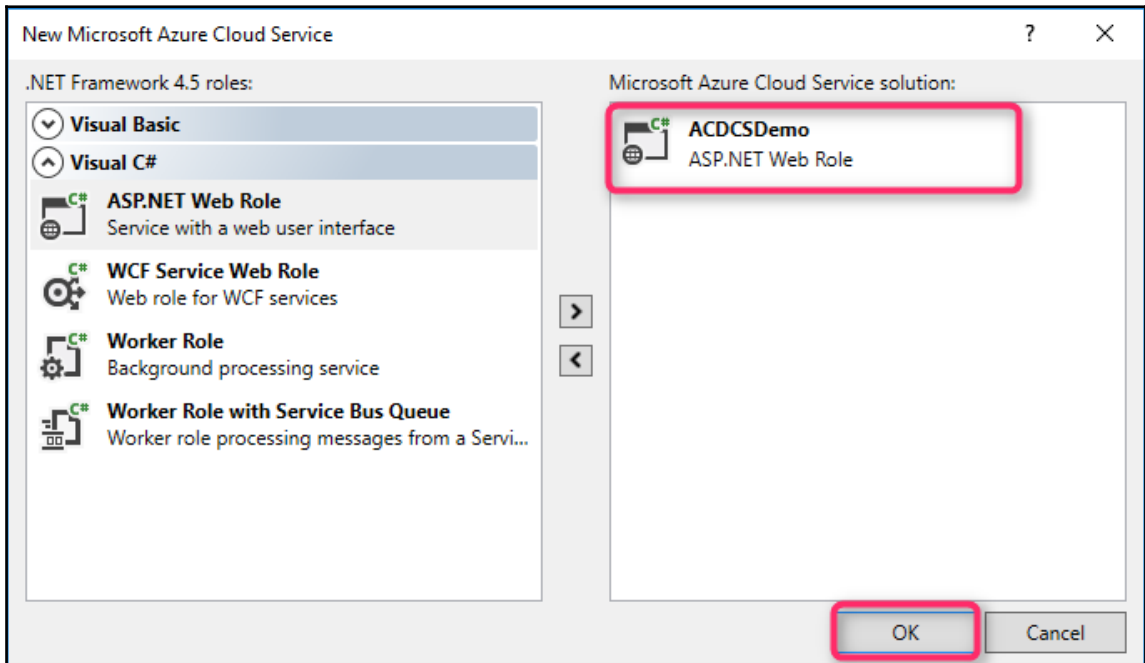 New Microsoft Azure Cloud Service
?
.NET Framework 4.5 roles:
Microsoft Azure Cloud Service solution:
Visual Basic
Visual C#
C#
ASP.NET Web Role
Service with a web user interface
C#
WCF Service Web Role
Web role for WCF services
C#
Worker Role
Background processing service
C#
Worker Role with Service Bus Queue
Worker role processing messages from a Servi...
C#
ACDCSDemo
ASP.NET Web Role
OK
Cancel